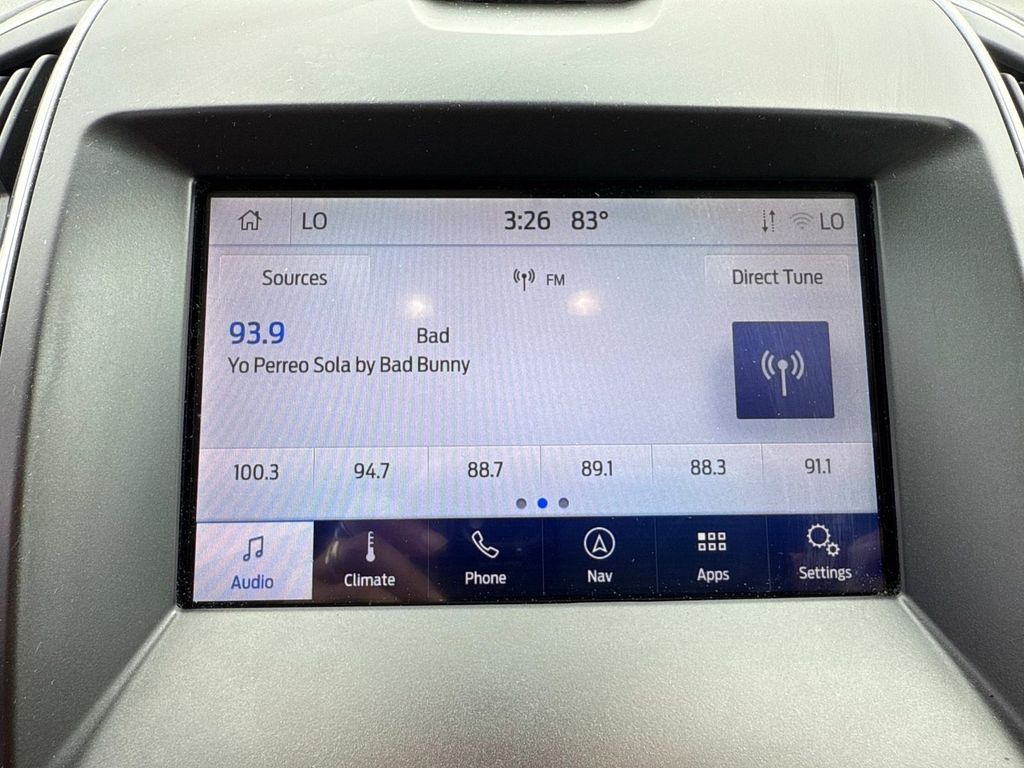 LO 3:26 83° LO
Sources FM Direct Tune
93.9 Bad
Yo Perreo Sola by Bad Bunny
100.3 94.7 88.7 89.1 88.3 91.1
Audio Climate Phone Nav Apps Settings